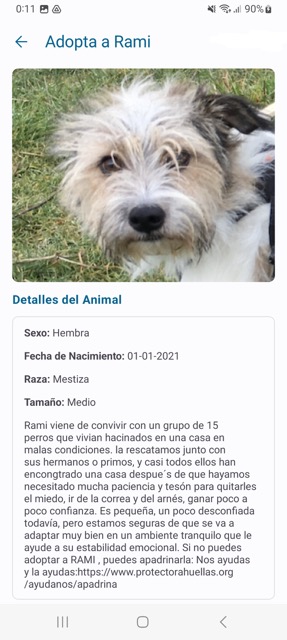 0:11
90%
Adopta a Rami
Detalles del Animal
Sexo: Hembra
Fecha de Nacimiento: 01-01-2021
Raza: Mestiza
Tamaño: Medio
Rami viene de convivir con un grupo de 15
perros que vivian hacinados en una casa en
malas condiciones. la rescatamos junto con
sus hermanos o primos, y casi todos ellos han
encongtrado una casa despue´s de que hayamos
necesitado mucha paciencia y tesón para quitarles
el miedo, ir de la correa y del arnés, ganar poco a
poco confianza. Es pequeña, un poco desconfiada
todavía, pero estamos seguras de que se va a
adaptar muy bien en un ambiente tranquilo que le
ayude a su estabilidad emocional. Si no puedes
adoptar a RAMI , puedes apadrinarla: Nos ayudas
y la ayudas:https://www.protectorahuellas.org
/ayudanos/apadrina